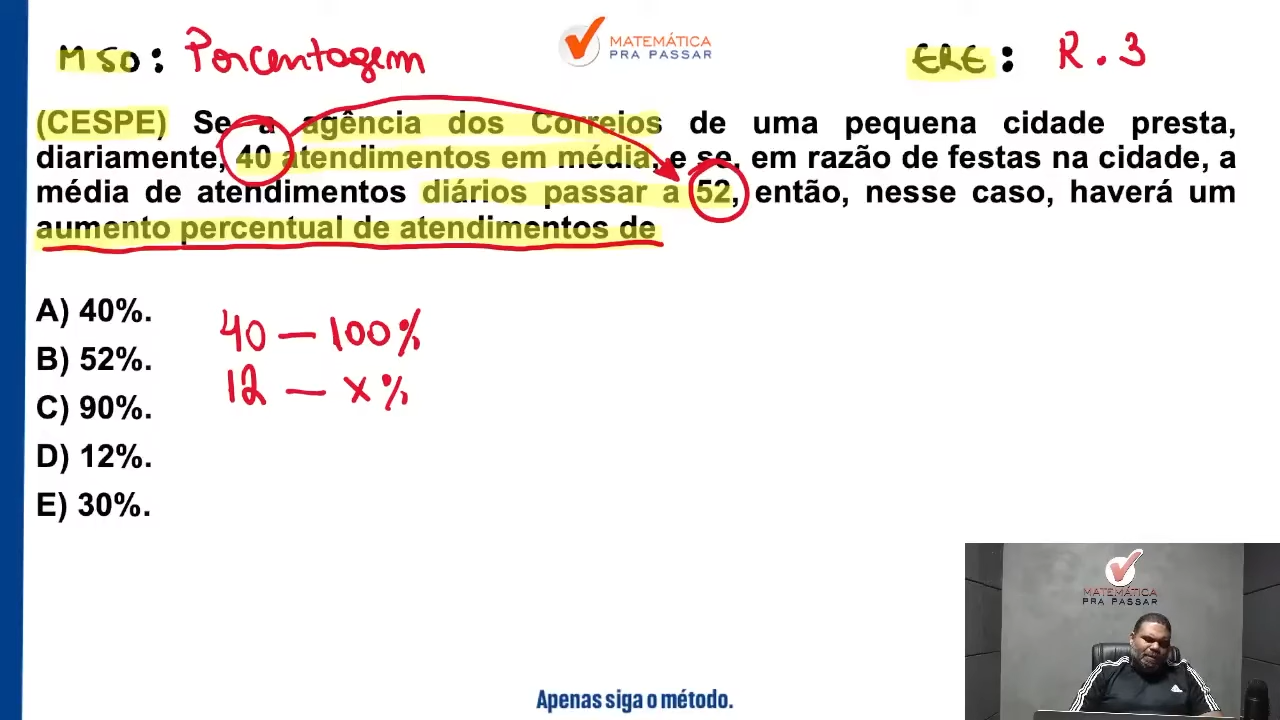 MSO: Porcentagem
MATEMÁTICA
PRA PASSAR
ERE: R.3
(CESPE) Se a agência dos Correios de uma pequena cidade presta,
diariamente, 40 atendimentos em média, e se, em razão de festas na cidade, a
média de atendimentos diários passar a 52, então, nesse caso, haverá um
aumento percentual de atendimentos de
A) 40%.
B) 52%.
C) 90%.
D) 12%.
E) 30%.
40 — 100%
12 — x%
MATEMÁTICA
PRA PASSAR
Apenas siga o método.